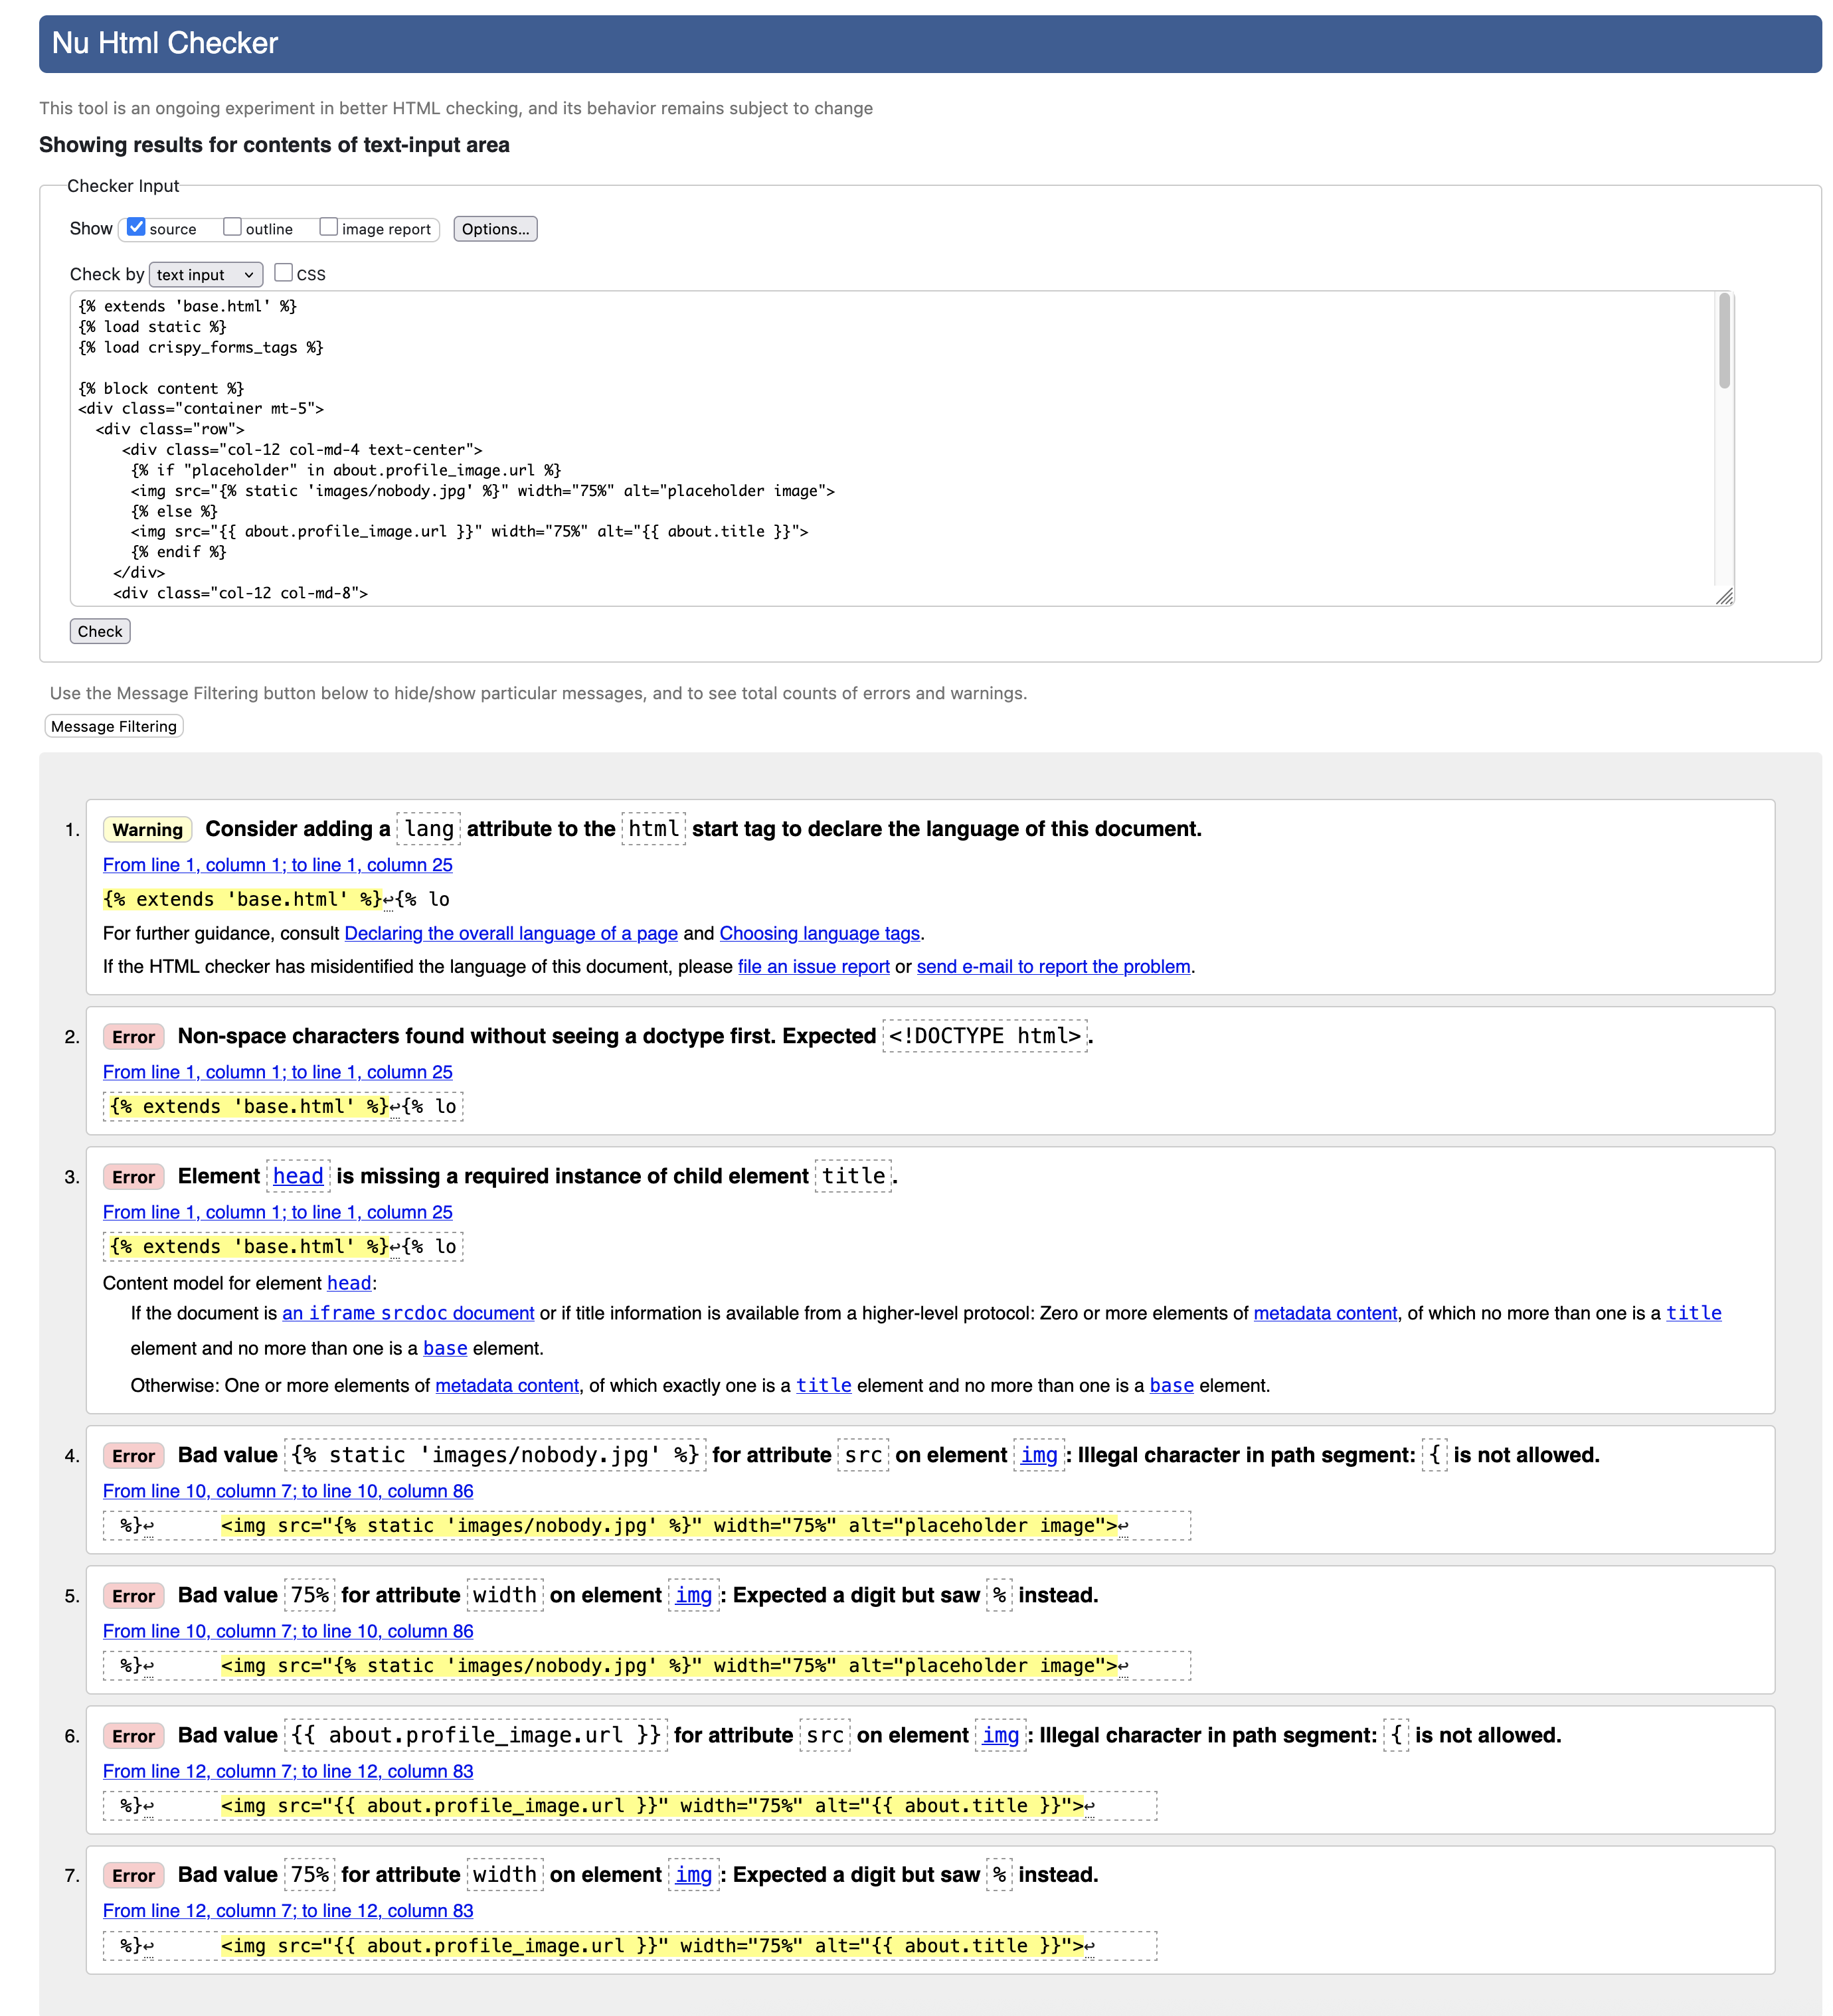 Nu Html Checker
This tool is an ongoing experiment in better HTML checking, and its behavior remains subject to change
Showing results for contents of text-input area
Checker Input
Show source outline image report Options...
Check by text input CSS
{% extends 'base.html' %}
{% load static %}
{% load crispy_forms_tags %}
{% block content %}
<div class="container mt-5">
<div class="row">
<div class="col-12 col-md-4 text-center">
{% if "placeholder" in about.profile_image.url %}
<img src="{% static 'images/nobody.jpg' %}" width="75%" alt="placeholder image">
{% else %}
<img src="{{ about.profile_image.url }}" width="75%" alt="{{ about.title }}">
{% endif %}
</div>
<div class="col-12 col-md-8">
Check
Use the Message Filtering button below to hide/show particular messages, and to see total counts of errors and warnings.
Message Filtering
1. Warning Consider adding a lang attribute to the html start tag to declare the language of this document.
From line 1, column 1; to line 1, column 25
{% extends 'base.html' %}↩{% lo
For further guidance, consult Declaring the overall language of a page and Choosing language tags.
If the HTML checker has misidentified the language of this document, please file an issue report or send e-mail to report the problem.
2. Error Non-space characters found without seeing a doctype first. Expected <!DOCTYPE html>.
From line 1, column 1; to line 1, column 25
{% extends 'base.html' %}↩{% lo
3. Error Element head is missing a required instance of child element title.
From line 1, column 1; to line 1, column 25
{% extends 'base.html' %}↩{% lo
Content model for element head:
If the document is an iframe srcdoc document or if title information is available from a higher-level protocol: Zero or more elements of metadata content, of which no more than one is a title
element and no more than one is a base element.
Otherwise: One or more elements of metadata content, of which exactly one is a title element and no more than one is a base element.
4. Error Bad value {% static 'images/nobody.jpg' %} for attribute src on element img: Illegal character in path segment: { is not allowed.
From line 10, column 7; to line 10, column 86
%}↩ <img src="{% static 'images/nobody.jpg' %}" width="75%" alt="placeholder image">↩
5. Error Bad value 75% for attribute width on element img: Expected a digit but saw % instead.
From line 10, column 7; to line 10, column 86
%}↩ <img src="{% static 'images/nobody.jpg' %}" width="75%" alt="placeholder image">↩
6. Error Bad value {{ about.profile_image.url }} for attribute src on element img: Illegal character in path segment: { is not allowed.
From line 12, column 7; to line 12, column 83
%}↩ <img src="{{ about.profile_image.url }}" width="75%" alt="{{ about.title }}">↩
7. Error Bad value 75% for attribute width on element img: Expected a digit but saw % instead.
From line 12, column 7; to line 12, column 83
%}↩ <img src="{{ about.profile_image.url }}" width="75%" alt="{{ about.title }}">↩